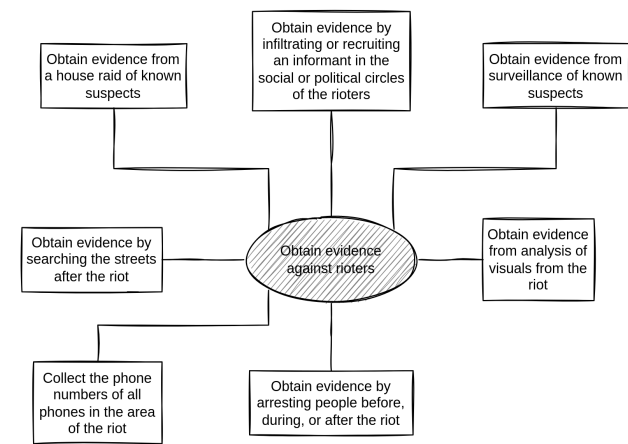 Obtain evidence by
infiltrating or recruiting
an informant in the
social or political circles
of the rioters
Obtain evidence from
a house raid of known
suspects
Obtain evidence from
surveillance of known
suspects
Obtain evidence by
searching the streets
after the riot
Obtain evidence
against rioters
Obtain evidence
from analysis of
visuals from the
riot
Collect the phone
numbers of all
phones in the area
of the riot
Obtain evidence by
arresting people before,
during, or after the riot